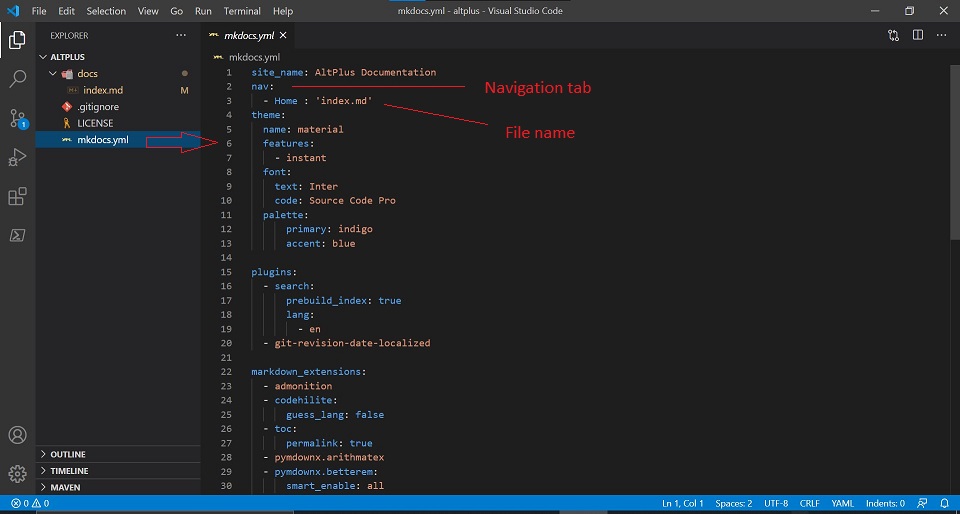 File Edit Selection View Go Run Terminal Help
mkdocs.yml - altplus - Visual Studio Code
EXPLORER
ALTPLUS
docs
index.md M
.gitignore
LICENSE
mkdocs.yml
OUTLINE
TIMELINE
MAVEN
1
mkdocs.yml
mkdocs.yml
1 site_name: AltPlus Documentation
2 nav:
Navigation tab
3 - Home : 'index.md'
File name
4 theme:
5 name: material
6 features:
7 - instant
8 font:
9 text: Inter
10 code: Source Code Pro
11 palette:
12 primary: indigo
13 accent: blue
14
15 plugins:
16 - search:
17 prebuild_index: true
18 lang:
19 - en
20 - git-revision-date-localized
21
22 markdown_extensions:
23 - admonition
24 - codehilite:
25 guess_lang: false
26 - toc:
27 permalink: true
28 - pymdownx.arithmatex
29 - pymdownx.betterem:
30 smart_enable: all
0 0
Ln 1, Col 1 Spaces: 2 UTF-8 CRLF YAML Indents: 0